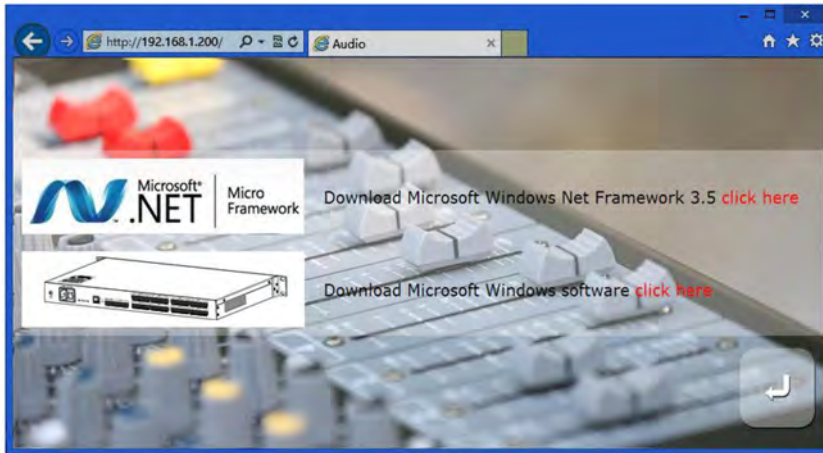 http://192.168.1.200/
Audio
Microsoft®
.NET
Micro
Framework
Download Microsoft Windows Net Framework 3.5 click here
Download Microsoft Windows software click here